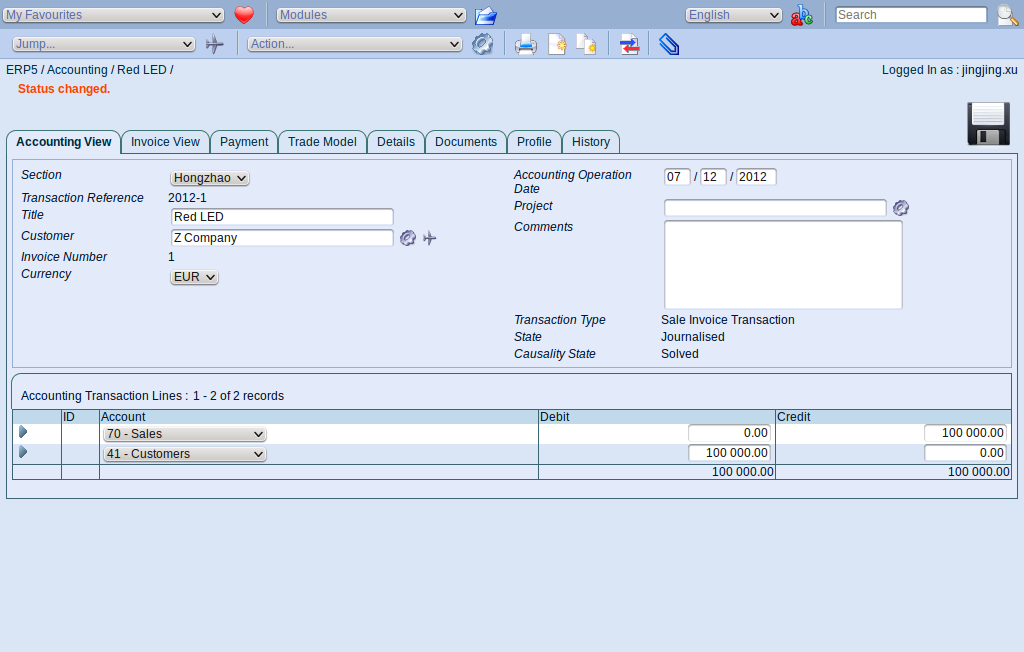 My Favourites Modules English Search
Jump... Action...
ERP5 / Accounting / Red LED / Logged In as : jingjing.xu
Status changed.
Accounting View Invoice View Payment Trade Model Details Documents Profile History
Section Hongzhao Accounting Operation Date 07 / 12 / 2012
Transaction Reference 2012-1
Title Red LED Project
Customer Z Company Comments
Invoice Number 1
Currency EUR
Transaction Type Sale Invoice Transaction
State Journalised
Causality State Solved
Accounting Transaction Lines : 1 - 2 of 2 records
ID Account Debit Credit
70 - Sales 0.00 100 000.00
41 - Customers 100 000.00 0.00
100 000.00 100 000.00